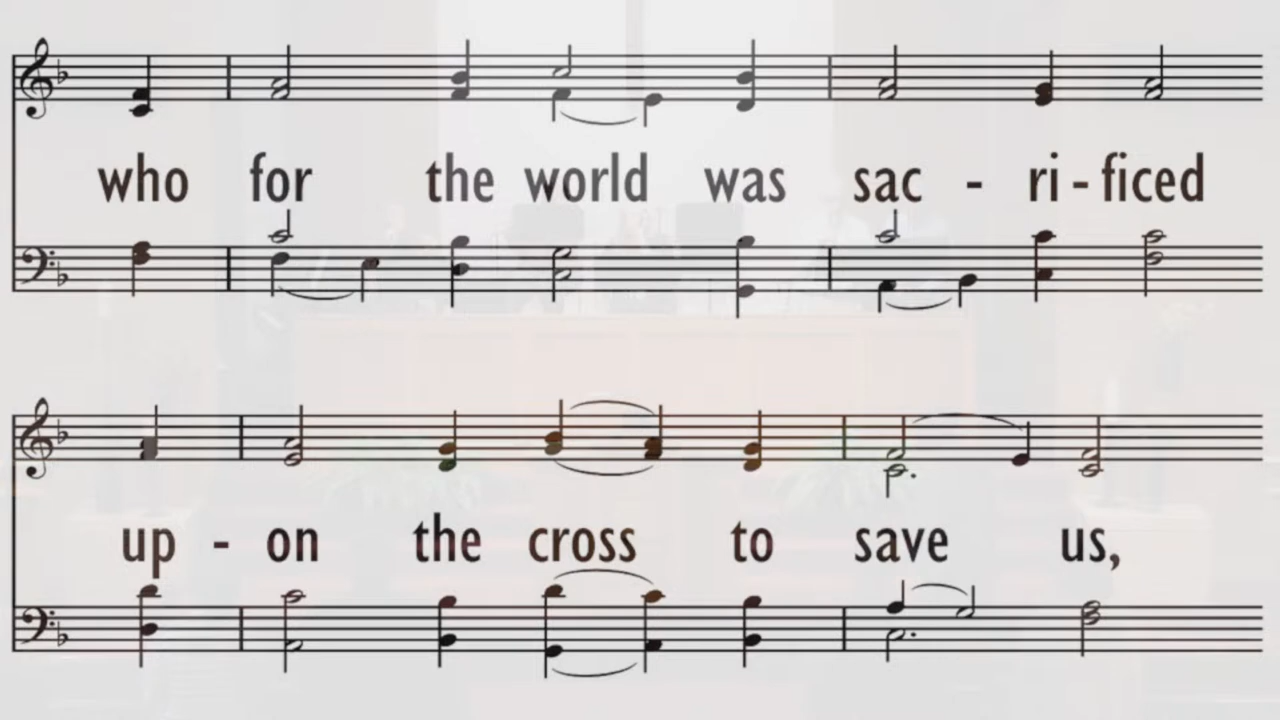 who for the world was sac - ri - ficed
up - on the cross to save us,